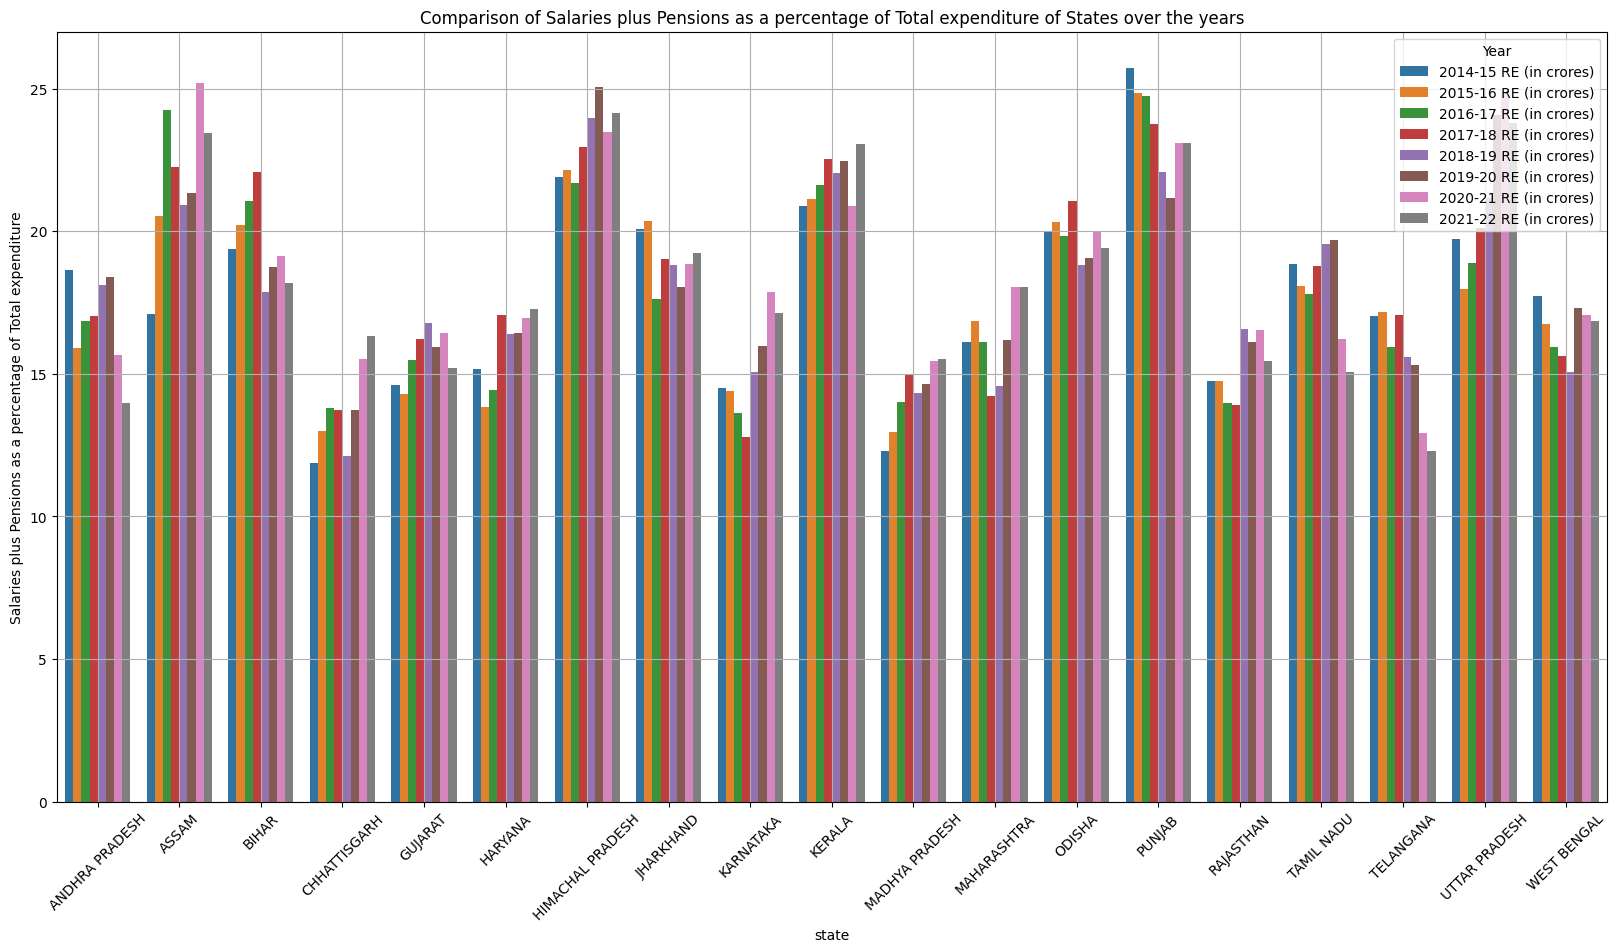 Comparison of Salaries plus Pensions as a percentage of Total expenditure of States over the years
Salaries plus Pensions as a percentage of Total expenditure
25
20
15
10
5
0
Year
2014-15 RE (in crores)
2015-16 RE (in crores)
2016-17 RE (in crores)
2017-18 RE (in crores)
2018-19 RE (in crores)
2019-20 RE (in crores)
2020-21 RE (in crores)
2021-22 RE (in crores)
ANDHRA PRADESH
ASSAM
BIHAR
CHHATTISGARH
GUJARAT
HARYANA
HIMACHAL PRADESH
JHARKHAND
KARNATAKA
KERALA
MADHYA PRADESH
MAHARASHTRA
ODISHA
PUNJAB
RAJASTHAN
TAMIL NADU
TELANGANA
UTTAR PRADESH
WEST BENGAL
state